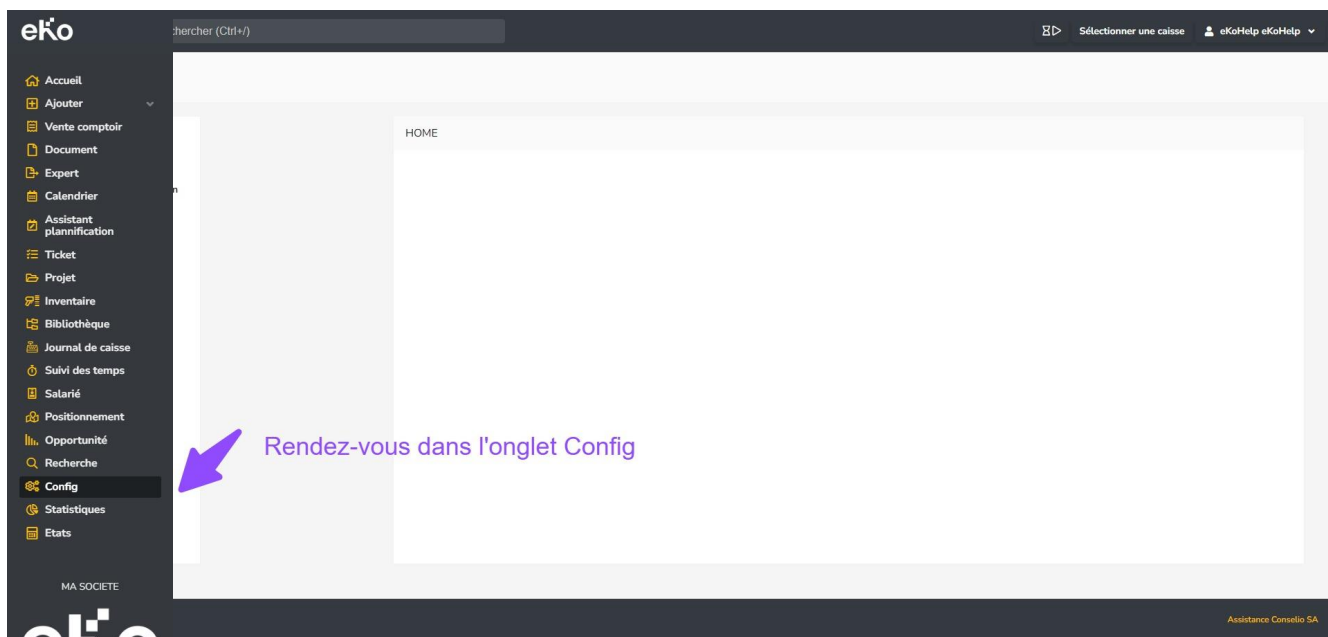 eko
chercher (Ctrl+/)
Sélectionner une caisse
eKoHelp eKoHelp
Accueil
Ajouter
Vente comptoir
Document
Expert
Calendrier
Assistant
plannification
Ticket
Projet
Inventaire
Bibliothèque
Journal de caisse
Suivi des temps
Salarié
Positionnement
Opportunité
Recherche
Config
Statistiques
Etats
MA SOCIETE
HOME
n
Rendez-vous dans l'onglet Config
Assistance Conselio SA